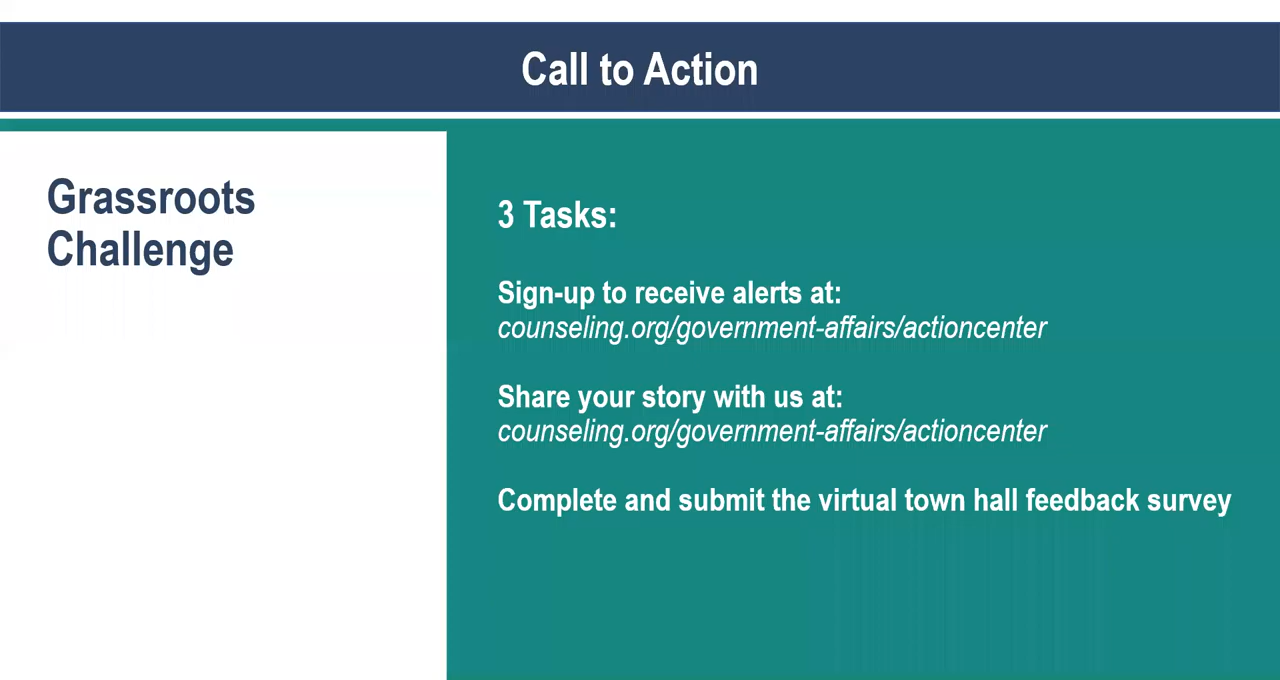 Call to Action
Grassroots
Challenge
3 Tasks:
Sign-up to receive alerts at:
counseling.org/government-affairs/actioncenter
Share your story with us at:
counseling.org/government-affairs/actioncenter
Complete and submit the virtual town hall feedback survey